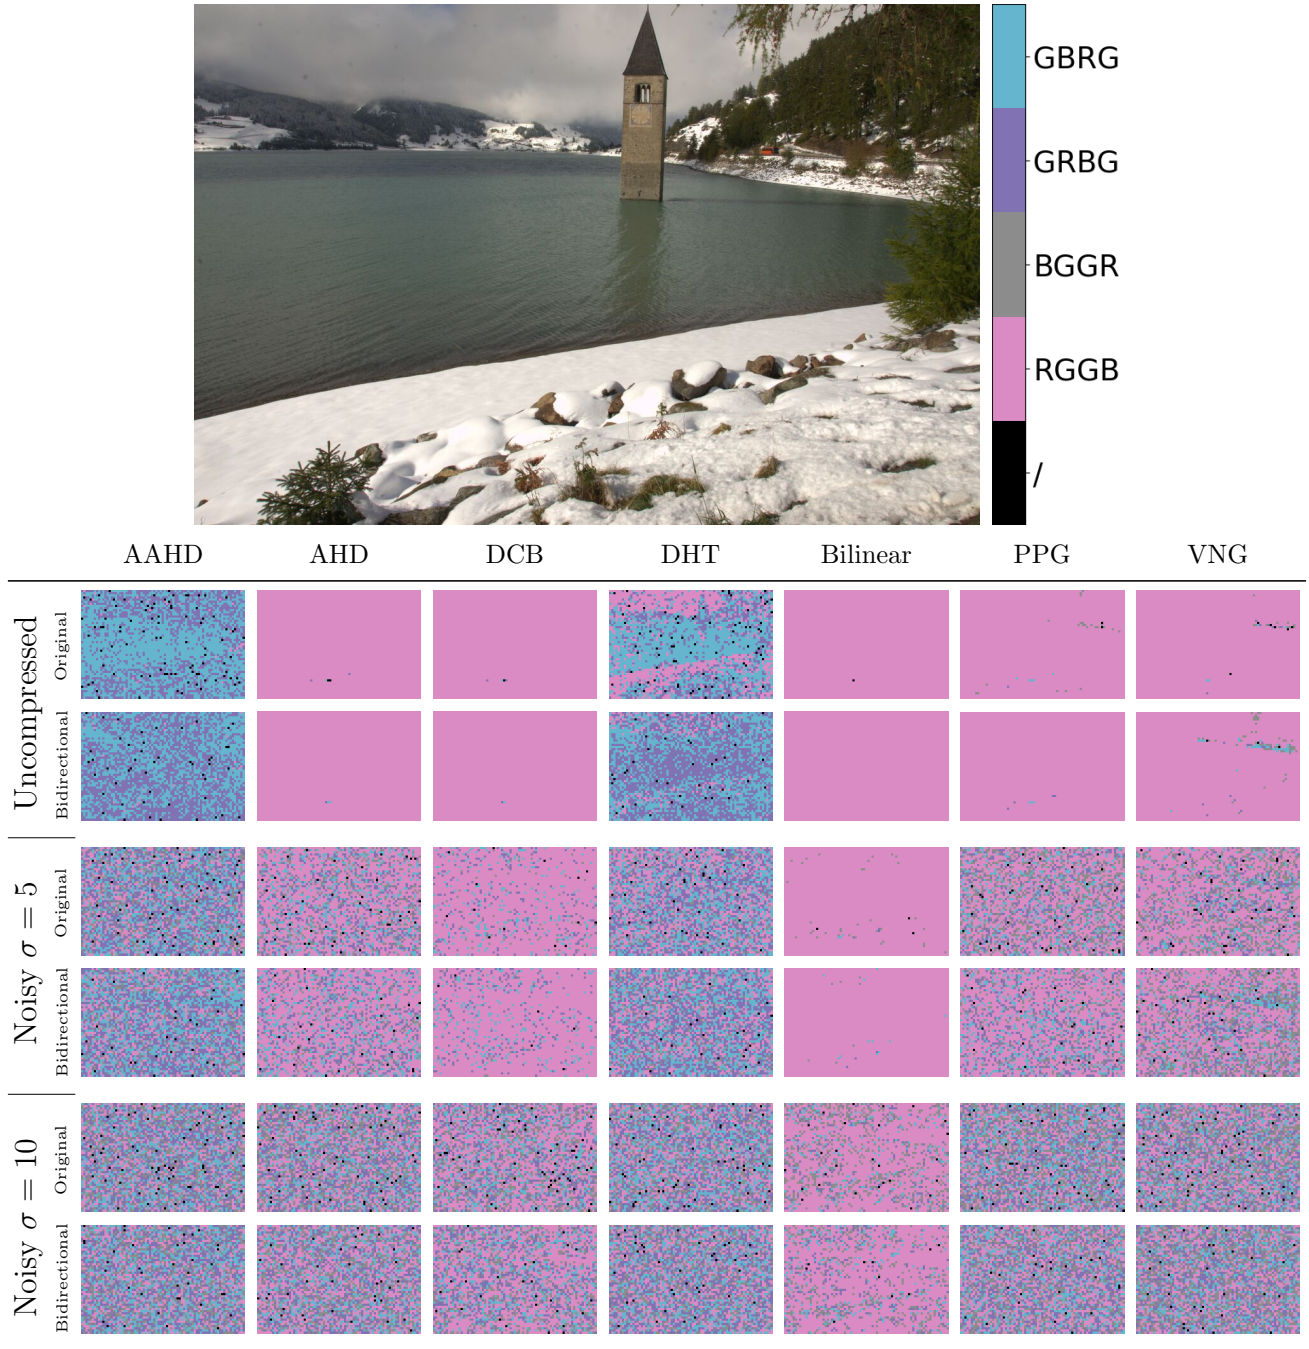 GBRG
GRBG
BGGR
RGGB
/
AAHD AHD DCB DHT Bilinear PPG VNG
Uncompressed
Original
Bidirectional
Noisy σ = 5
Original
Bidirectional
Noisy σ = 10
Original
Bidirectional